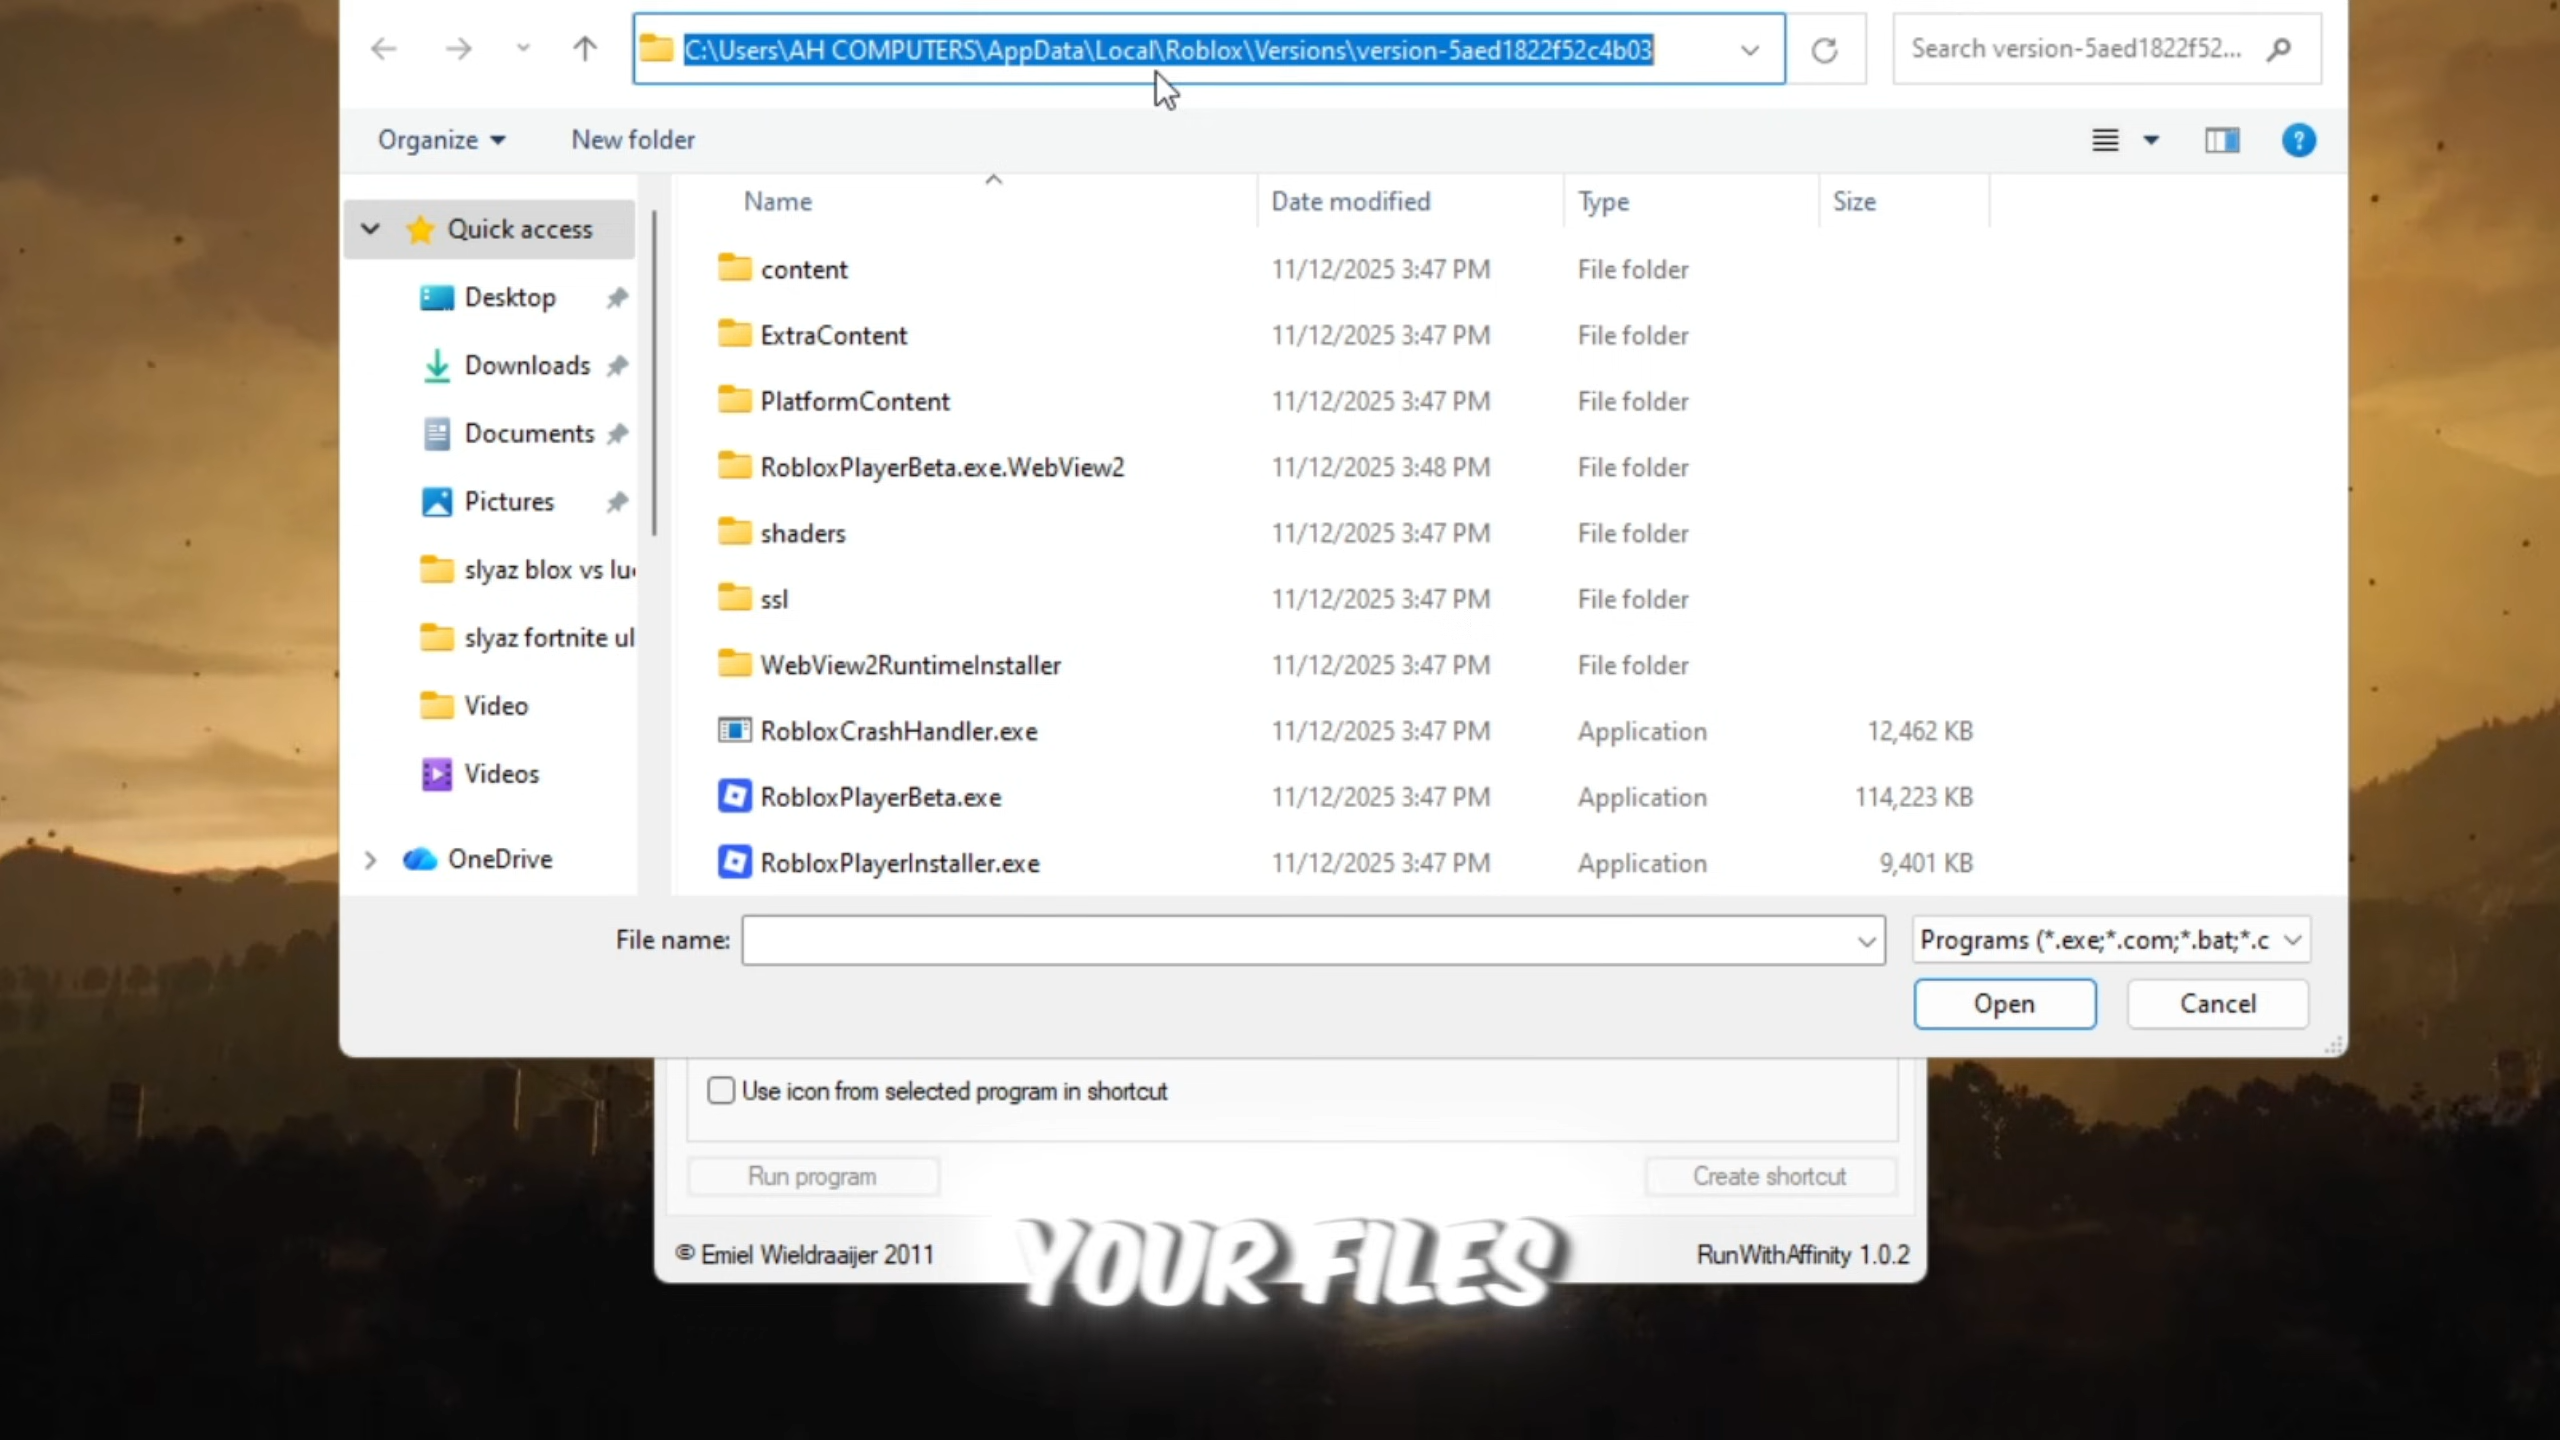 C:\Users\AH COMPUTERS\AppData\Local\Roblox\Versions\version-5aed1822f52c4b03
Search version-5aed1822f52...
Organize
New folder
?
Name
Date modified
Type
Size
Quick access
Desktop
Downloads
Documents
Pictures
slyaz blox vs lu
slyaz fortnite ul
Video
Videos
OneDrive
content 11/12/2025 3:47 PM File folder
ExtraContent 11/12/2025 3:47 PM File folder
PlatformContent 11/12/2025 3:47 PM File folder
RobloxPlayerBeta.exe.WebView2 11/12/2025 3:48 PM File folder
shaders 11/12/2025 3:47 PM File folder
ssl 11/12/2025 3:47 PM File folder
WebView2RuntimeInstaller 11/12/2025 3:47 PM File folder
RobloxCrashHandler.exe 11/12/2025 3:47 PM Application 12,462 KB
RobloxPlayerBeta.exe 11/12/2025 3:47 PM Application 114,223 KB
RobloxPlayerInstaller.exe 11/12/2025 3:47 PM Application 9,401 KB
File name:
Programs (*.exe;*.com;*.bat;*.c
Open
Cancel
Use icon from selected program in shortcut
Run program
Create shortcut
© Emiel Wieldraaijer 2011
RunWithAffinity 1.0.2
YOUR FILES